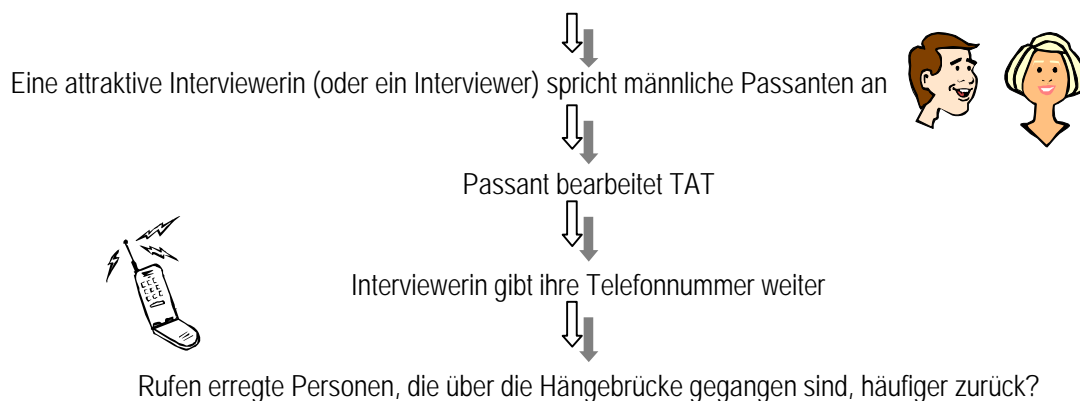 Eine attraktive Interviewerin (oder ein Interviewer) spricht männliche Passanten an
Passant bearbeitet TAT
Interviewerin gibt ihre Telefonnummer weiter
Rufen erregte Personen, die über die Hängebrücke gegangen sind, häufiger zurück?